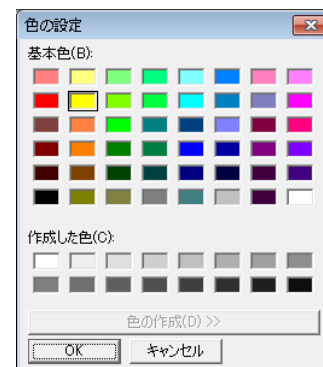 色の設定
基本色(B):
作成した色(C):
色の作成(D) >>
OK
キャンセル